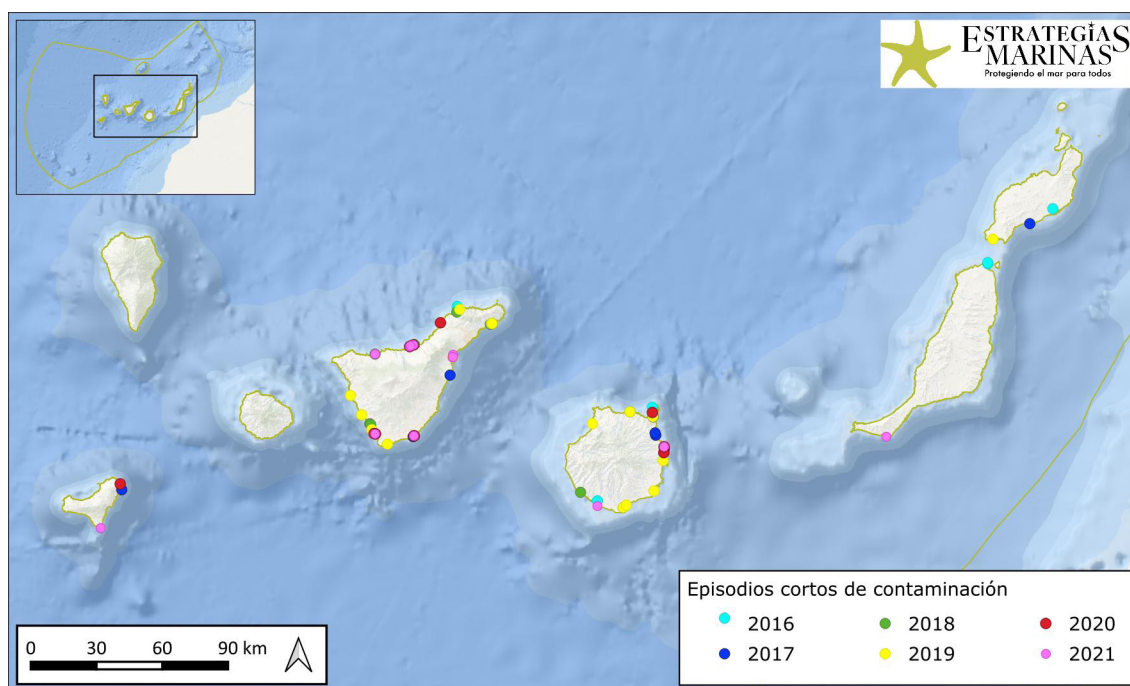 ESTRATEGIAS
MARINAS
Protegiendo el mar para todos
Episodios cortos de contaminación
2016 2018 2020
2017 2019 2021
0 30 60 90 km